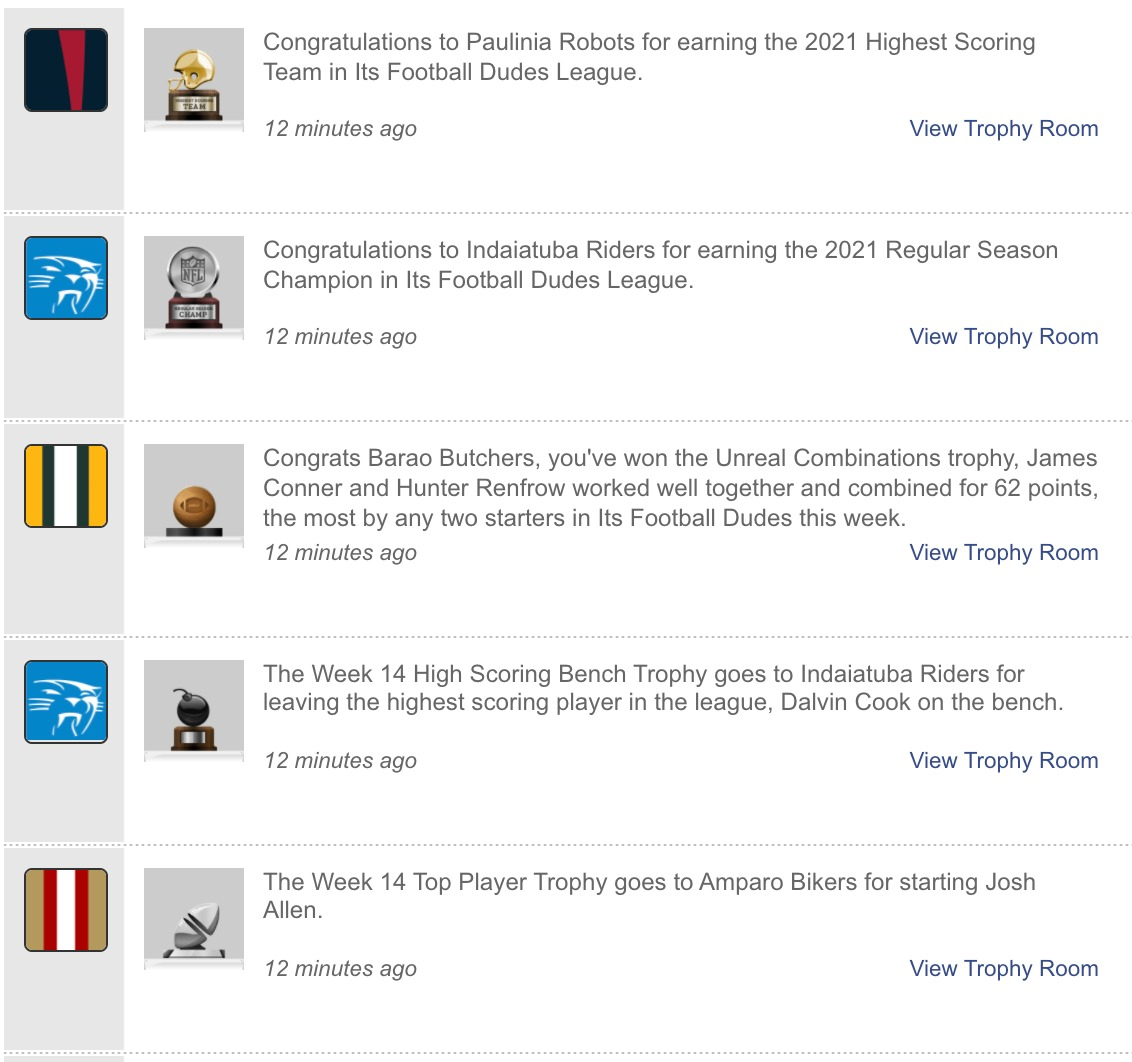 Congratulations to Paulinia Robots for earning the 2021 Highest Scoring
Team in Its Football Dudes League.
HIGHEST SCORING
TEAM
12 minutes ago
View Trophy Room
Congratulations to Indaiatuba Riders for earning the 2021 Regular Season
Champion in Its Football Dudes League.
NFL
REGULAR SEASON
CHAMP
12 minutes ago
View Trophy Room
Congrats Barao Butchers, you've won the Unreal Combinations trophy, James
Conner and Hunter Renfrow worked well together and combined for 62 points,
the most by any two starters in Its Football Dudes this week.
12 minutes ago
View Trophy Room
The Week 14 High Scoring Bench Trophy goes to Indaiatuba Riders for
leaving the highest scoring player in the league, Dalvin Cook on the bench.
12 minutes ago
View Trophy Room
The Week 14 Top Player Trophy goes to Amparo Bikers for starting Josh
Allen.
12 minutes ago
View Trophy Room